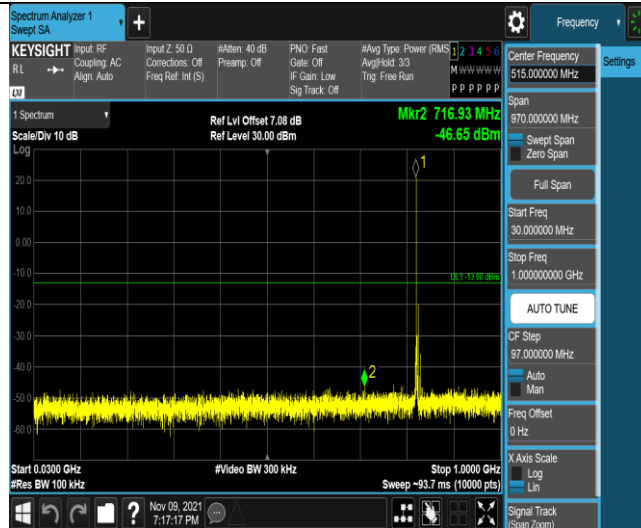 Spectrum Analyzer 1
Swept SA
Frequency
KEYSIGHT
RL
LXI
Input: RF
Coupling: AC
Align: Auto
Input Z: 50 Ω
Corrections: Off
Freq Ref: Int (S)
#Atten: 40 dB
Preamp: Off
PNO: Fast
Gate: Off
IF Gain: Low
Sig Track: Off
#Avg Type: Power (RMS
Avg|Hold: 3/3
Trig: Free Run
1 2 3 4 5 6
M W W W W W
P P P P P P
Center Frequency
515.000000 MHz
Settings
Span
970.000000 MHz
Swept Span
Zero Span
Full Span
Start Freq
30.000000 MHz
Stop Freq
1.000000000 GHz
AUTO TUNE
CF Step
97.000000 MHz
Auto
Man
Freq Offset
0 Hz
X Axis Scale
Log
Lin
Signal Track
(Span Zoom)
1 Spectrum
Scale/Div 10 dB
Log
Ref Lvl Offset 7.08 dB
Ref Level 30.00 dBm
Mkr2 716.93 MHz
-46.65 dBm
1
20.0
10.0
0.00
-10.0
DL1 -13.00 dBm
-20.0
-30.0
-40.0
2
-50.0
-60.0
Start 0.0300 GHz
#Video BW 300 kHz
Stop 1.0000 GHz
#Res BW 100 kHz
Sweep ~93.7 ms (10000 pts)
?
Nov 09, 2021
7:17:17 PM